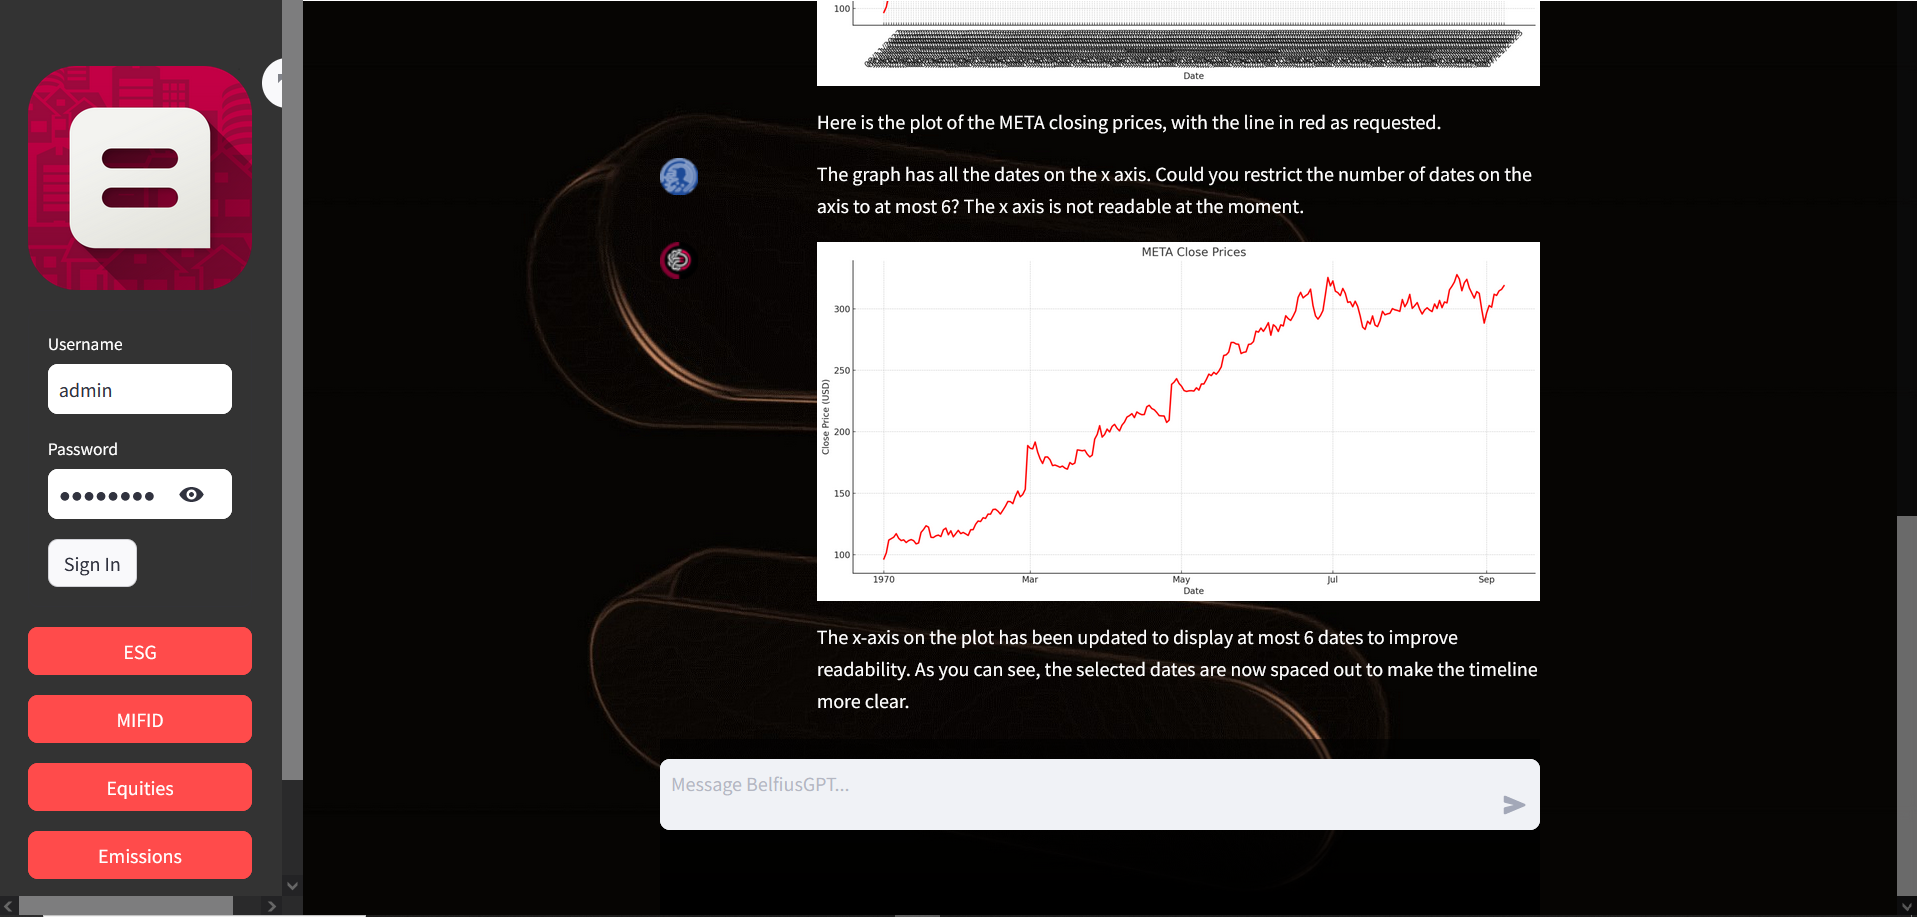 Username
admin
Password
Sign In
ESG
MIFID
Equities
Emissions
100
Date
Here is the plot of the META closing prices, with the line in red as requested.
The graph has all the dates on the x axis. Could you restrict the number of dates on the
axis to at most 6? The x axis is not readable at the moment.
META Close Prices
Close Price (USD)
300
250
200
150
100
1970 Mar May Jul Sep
Date
The x-axis on the plot has been updated to display at most 6 dates to improve
readability. As you can see, the selected dates are now spaced out to make the timeline
more clear.
Message BelfiusGPT...